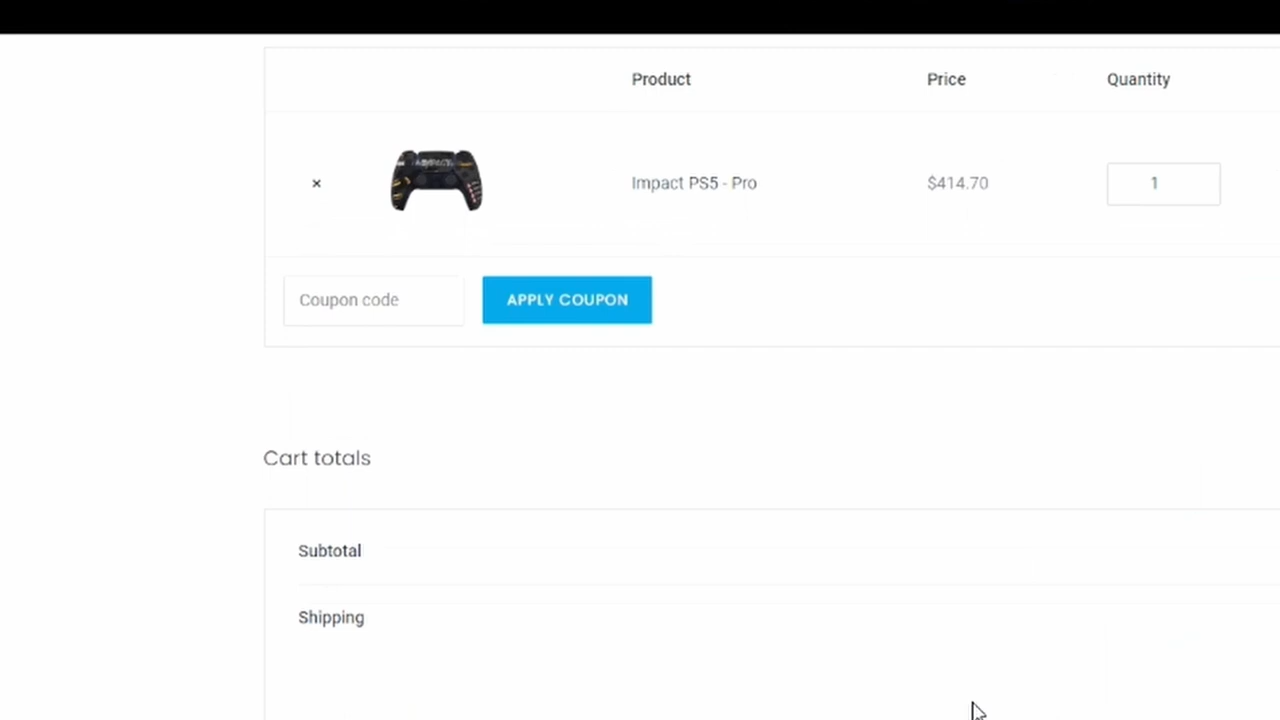 Product Price Quantity
× Impact PS5 - Pro $414.70 1
Coupon code APPLY COUPON
Cart totals
Subtotal
Shipping